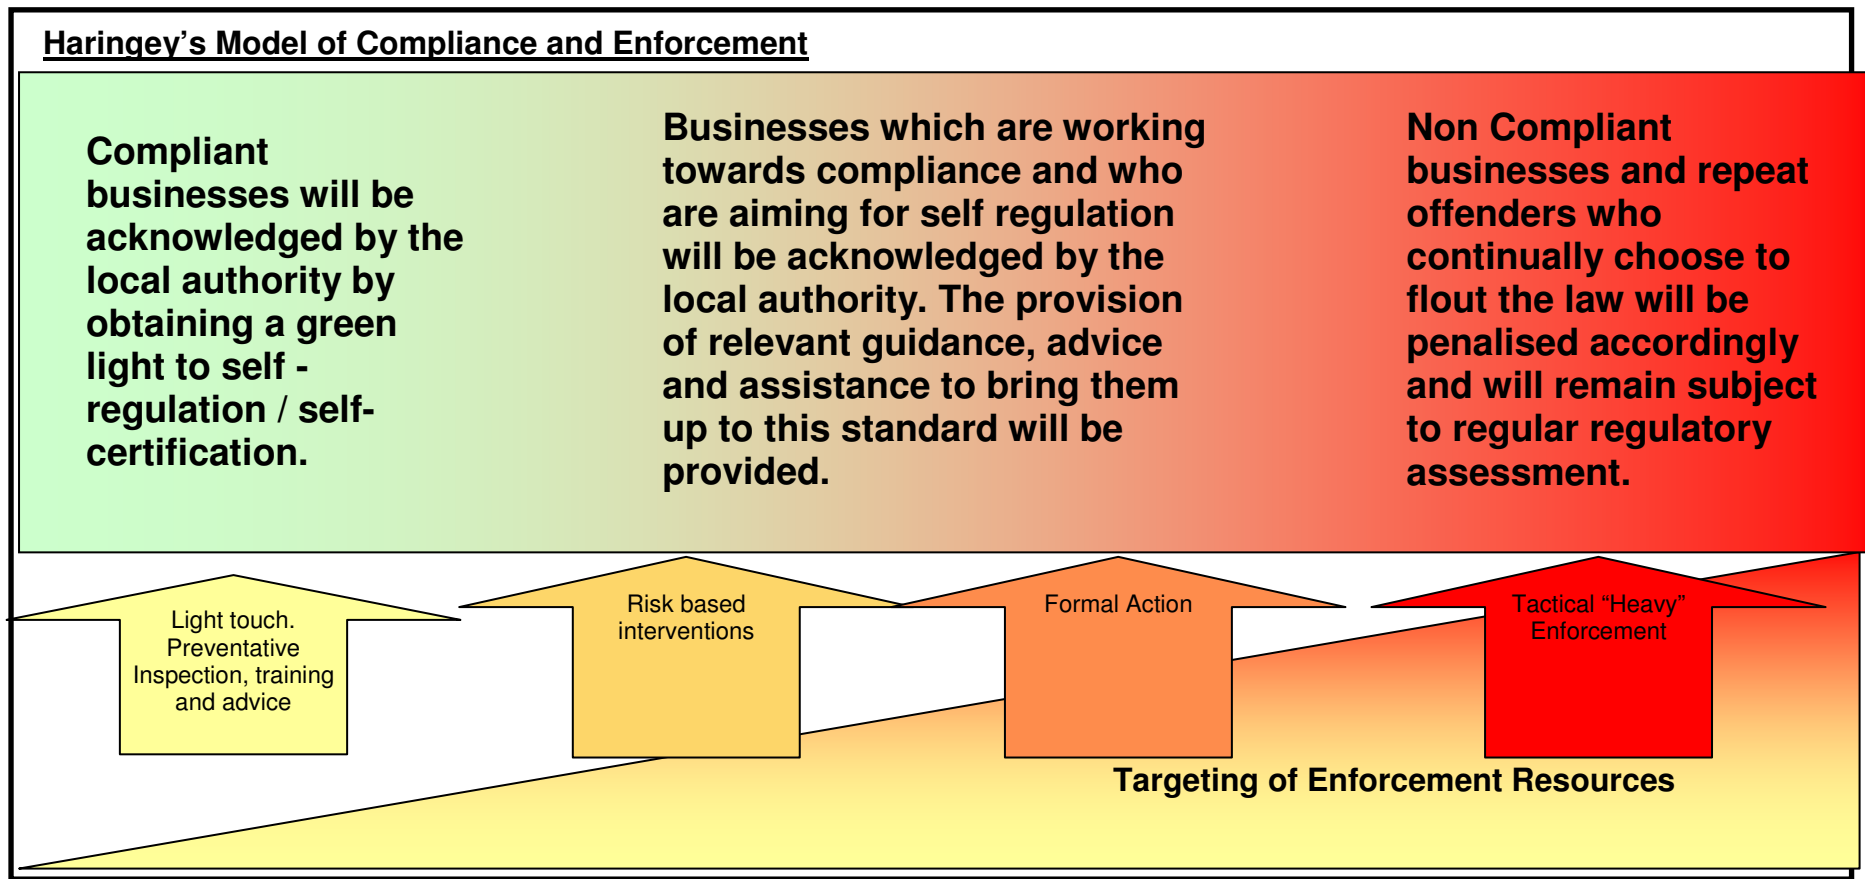 Haringey's Model of Compliance and Enforcement
Compliant
businesses will be
acknowledged by the
local authority by
obtaining a green
light to self -
regulation / self-
certification.
Businesses which are working
towards compliance and who
are aiming for self regulation
will be acknowledged by the
local authority. The provision
of relevant guidance, advice
and assistance to bring them
up to this standard will be
provided.
Non Compliant
businesses and repeat
offenders who
continually choose to
flout the law will be
penalised accordingly
and will remain subject
to regular regulatory
assessment.
Light touch.
Preventative
Inspection, training
and advice
Risk based
interventions
Formal Action
Tactical “Heavy”
Enforcement
Targeting of Enforcement Resources